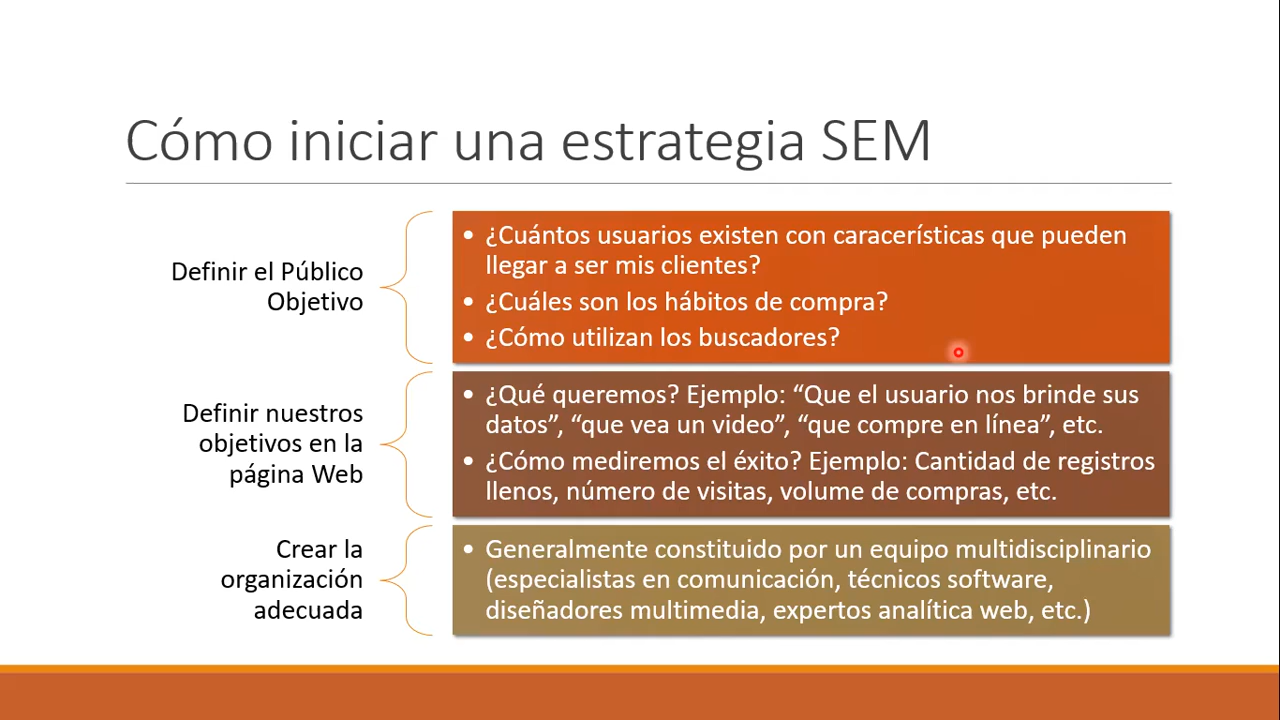 Cómo iniciar una estrategia SEM
Definir el Público
Objetivo
• ¿Cuántos usuarios existen con caracerísticas que pueden
llegar a ser mis clientes?
• ¿Cuáles son los hábitos de compra?
• ¿Cómo utilizan los buscadores?
Definir nuestros
objetivos en la
página Web
• ¿Qué queremos? Ejemplo: “Que el usuario nos brinde sus
datos”, “que vea un video”, “que compre en línea”, etc.
• ¿Cómo mediremos el éxito? Ejemplo: Cantidad de registros
llenos, número de visitas, volume de compras, etc.
Crear la
organización
adecuada
• Generalmente constituido por un equipo multidisciplinario
(especialistas en comunicación, técnicos software,
diseñadores multimedia, expertos analítica web, etc.)